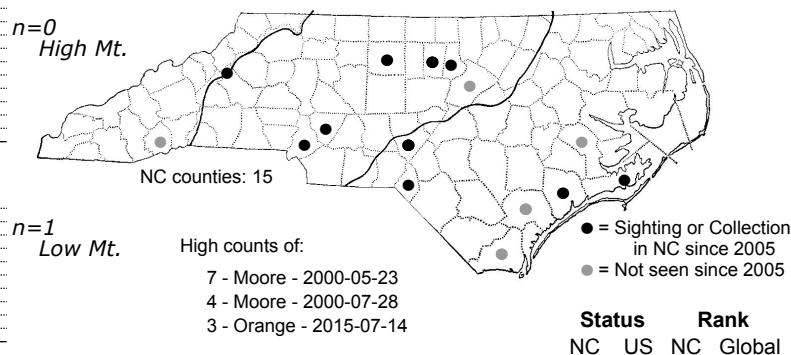 n=0
High Mt.
NC counties: 15
n=1
Low Mt.
High counts of:
7 - Moore - 2000-05-23
4 - Moore - 2000-07-28
3 - Orange - 2015-07-14
● = Sighting or Collection
in NC since 2005
● = Not seen since 2005
Status Rank
NC US NC Global